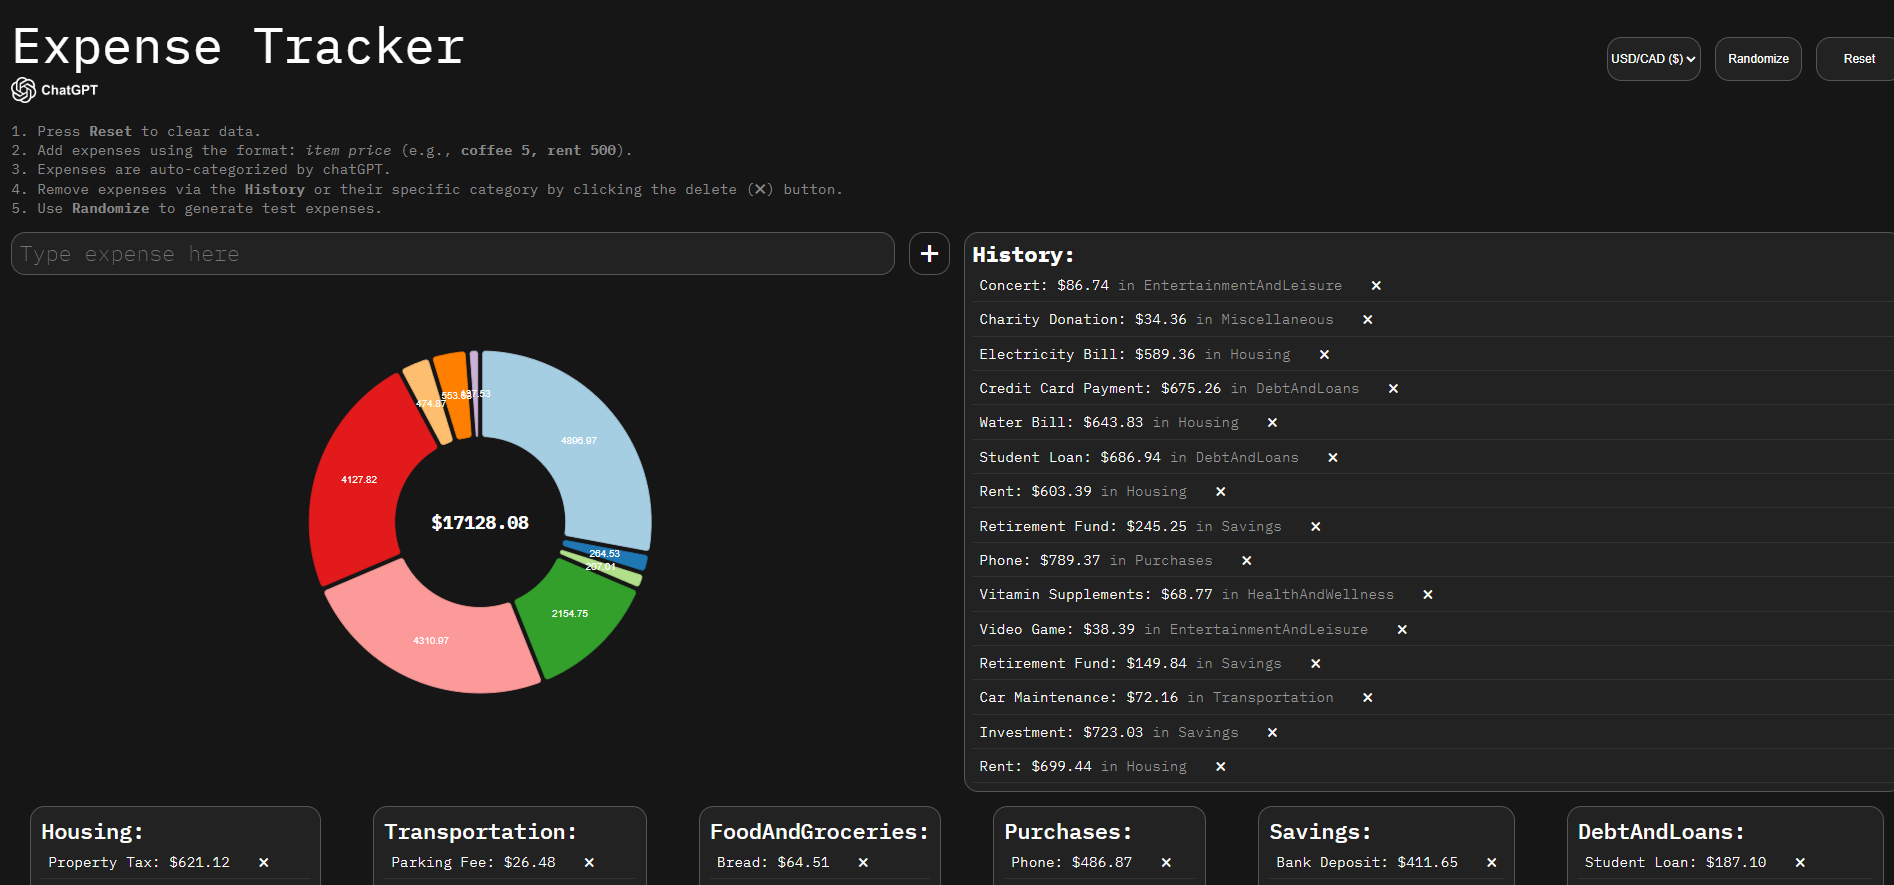 Expense Tracker
ChatGPT
USD/CAD ($)
Randomize
Reset
1. Press Reset to clear data.
2. Add expenses using the format: item price (e.g., coffee 5, rent 500).
3. Expenses are auto-categorized by chatGPT.
4. Remove expenses via the History or their specific category by clicking the delete (✕) button.
5. Use Randomize to generate test expenses.
Type expense here
+
474.87
137.53
4896.97
4127.82
$17128.08
264.53
2154.75
4310.97
History:
Concert: $86.74 in EntertainmentAndLeisure ✕
Charity Donation: $34.36 in Miscellaneous ✕
Electricity Bill: $589.36 in Housing ✕
Credit Card Payment: $675.26 in DebtAndLoans ✕
Water Bill: $643.83 in Housing ✕
Student Loan: $686.94 in DebtAndLoans ✕
Rent: $603.39 in Housing ✕
Retirement Fund: $245.25 in Savings ✕
Phone: $789.37 in Purchases ✕
Vitamin Supplements: $68.77 in HealthAndWellness ✕
Video Game: $38.39 in EntertainmentAndLeisure ✕
Retirement Fund: $149.84 in Savings ✕
Car Maintenance: $72.16 in Transportation ✕
Investment: $723.03 in Savings ✕
Rent: $699.44 in Housing ✕
Housing:
Property Tax: $621.12 ✕
Transportation:
Parking Fee: $26.48 ✕
FoodAndGroceries:
Bread: $64.51 ✕
Purchases:
Phone: $486.87 ✕
Savings:
Bank Deposit: $411.65 ✕
DebtAndLoans:
Student Loan: $187.10 ✕